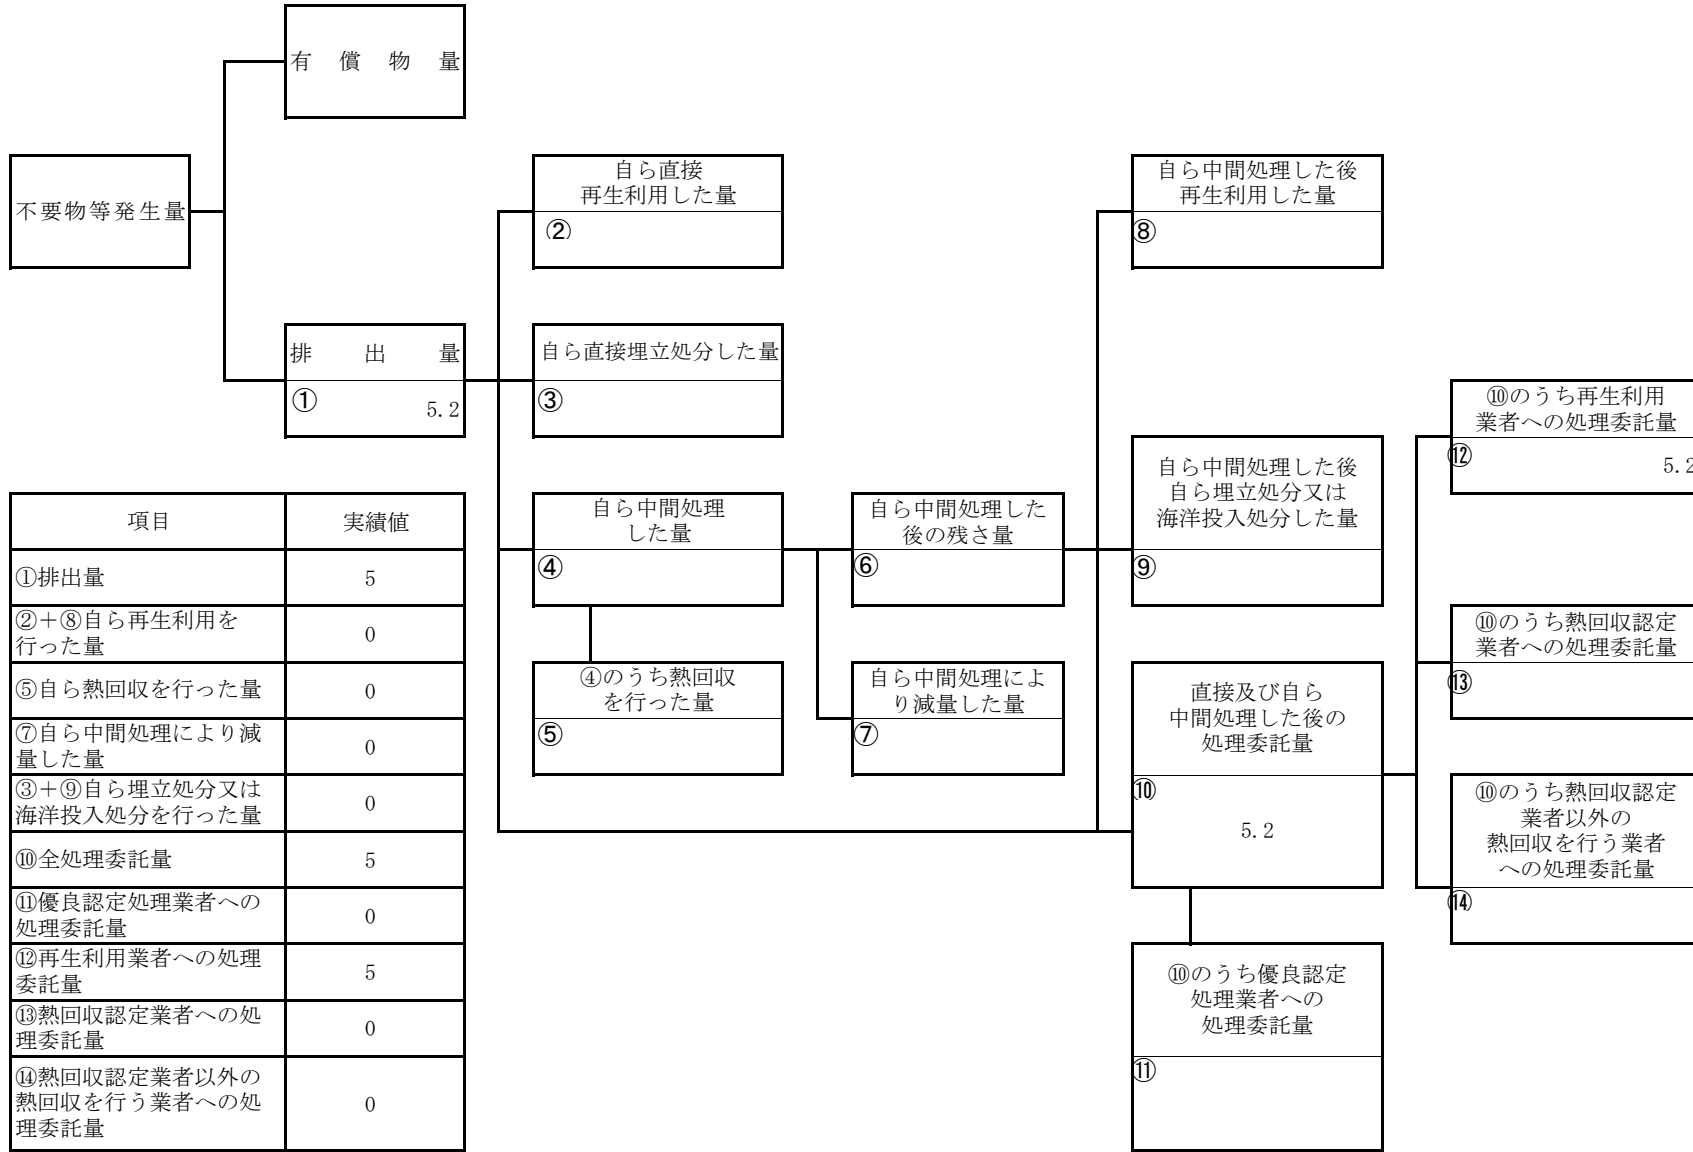 有償物量
不要物等発生量
排出量
①
5.2
自ら直接
再生利用した量
②
自ら直接埋立処分した量
③
自ら中間処理
した量
④
④のうち熱回収
を行った量
⑤
自ら中間処理した
後の残さ量
⑥
自ら中間処理によ
り減量した量
⑦
自ら中間処理した後
再生利用した量
⑧
自ら中間処理した後
自ら埋立処分又は
海洋投入処分した量
⑨
直接及び自ら
中間処理した後の
処理委託量
⑩
5.2
⑩のうち優良認定
処理業者への
処理委託量
⑪
⑩のうち再生利用
業者への処理委託量
⑫
5.2
⑩のうち熱回収認定
業者への処理委託量
⑬
⑩のうち熱回収認定
業者以外の
熱回収を行う業者
への処理委託量
⑭
項目 実績値
①排出量 5
②＋⑧自ら再生利用を
行った量 0
⑤自ら熱回収を行った量 0
⑦自ら中間処理により減
量した量 0
③＋⑨自ら埋立処分又は
海洋投入処分を行った量 0
⑩全処理委託量 5
⑪優良認定処理業者への
処理委託量 0
⑫再生利用業者への処理
委託量 5
⑬熱回収認定業者への処
理委託量 0
⑭熱回収認定業者以外の
熱回収を行う業者への処
理委託量 0